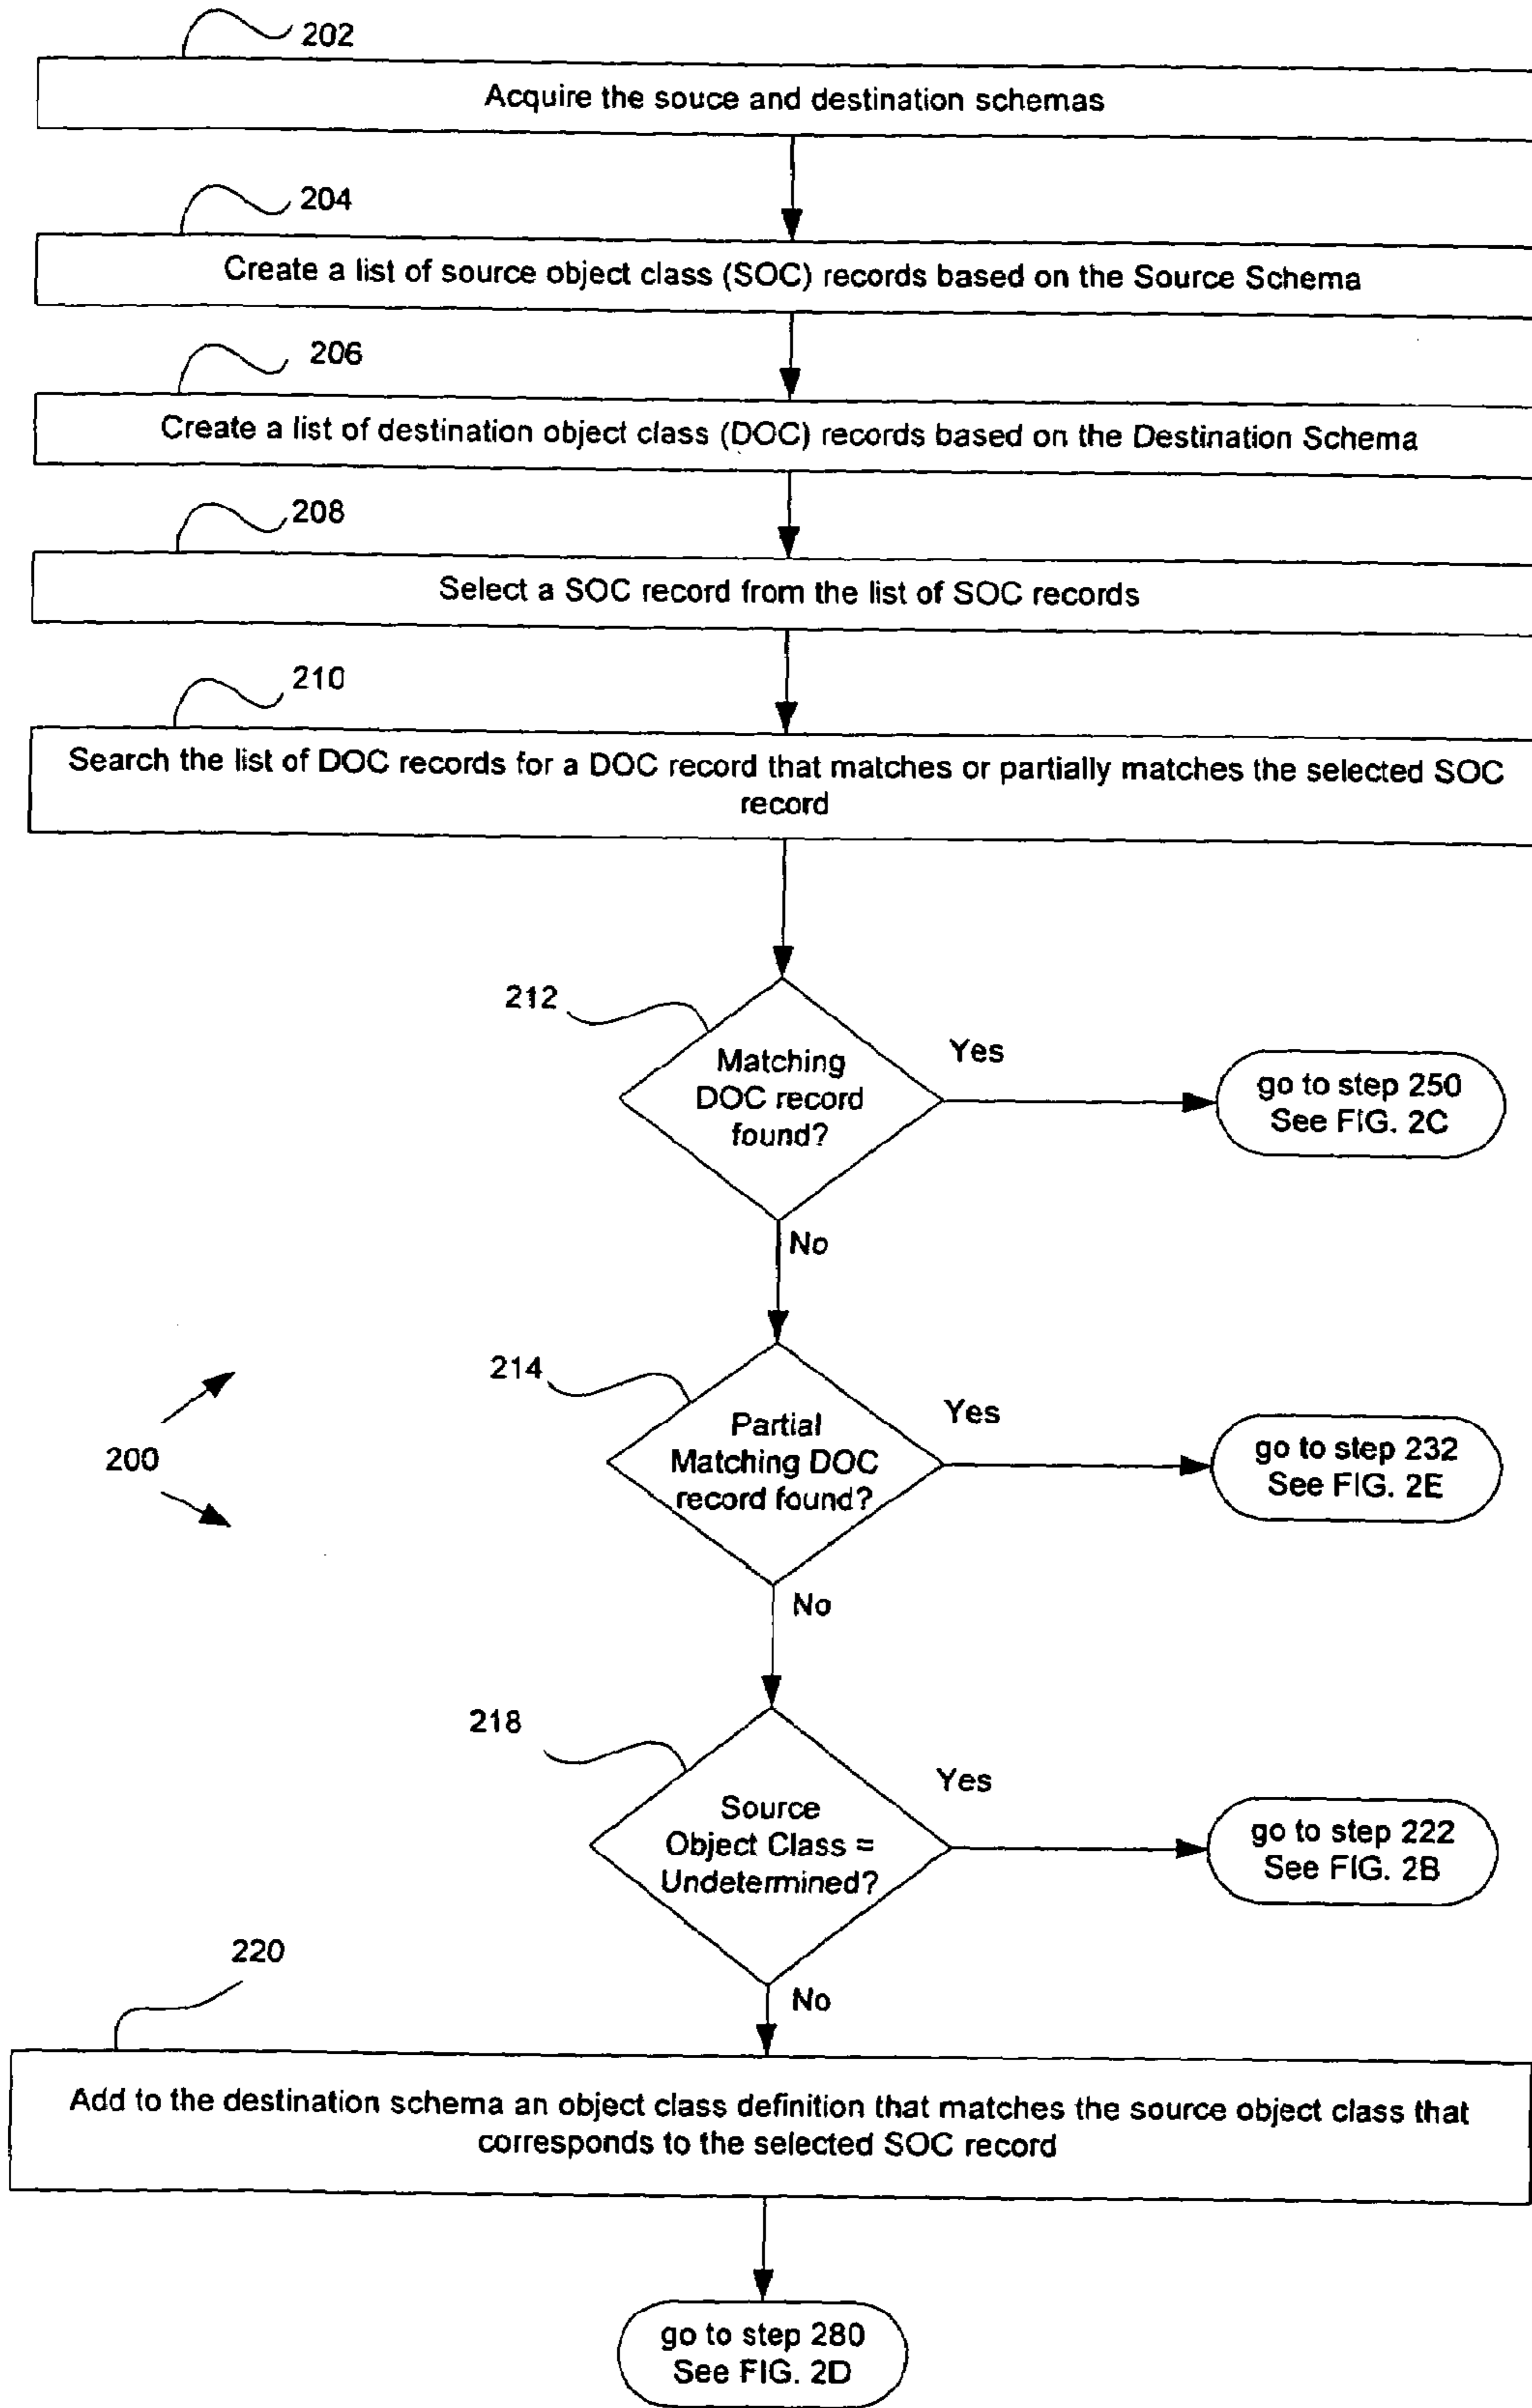 202
Acquire the souce and destination schemas
204
Create a list of source object class (SOC) records based on the Source Schema
206
Create a list of destination object class (DOC) records based on the Destination Schema
208
Select a SOC record from the list of SOC records
210
Search the list of DOC records for a DOC record that matches or partially matches the selected SOC
record
212
Matching
DOC record
found?
Yes
go to step 250
See FIG. 2C
No
214
Partial
Matching DOC
record found?
Yes
go to step 232
See FIG. 2E
200
No
218
Source
Object Class =
Undetermined?
Yes
go to step 222
See FIG. 2B
No
220
Add to the destination schema an object class definition that matches the source object class that
corresponds to the selected SOC record
go to step 280
See FIG. 2D